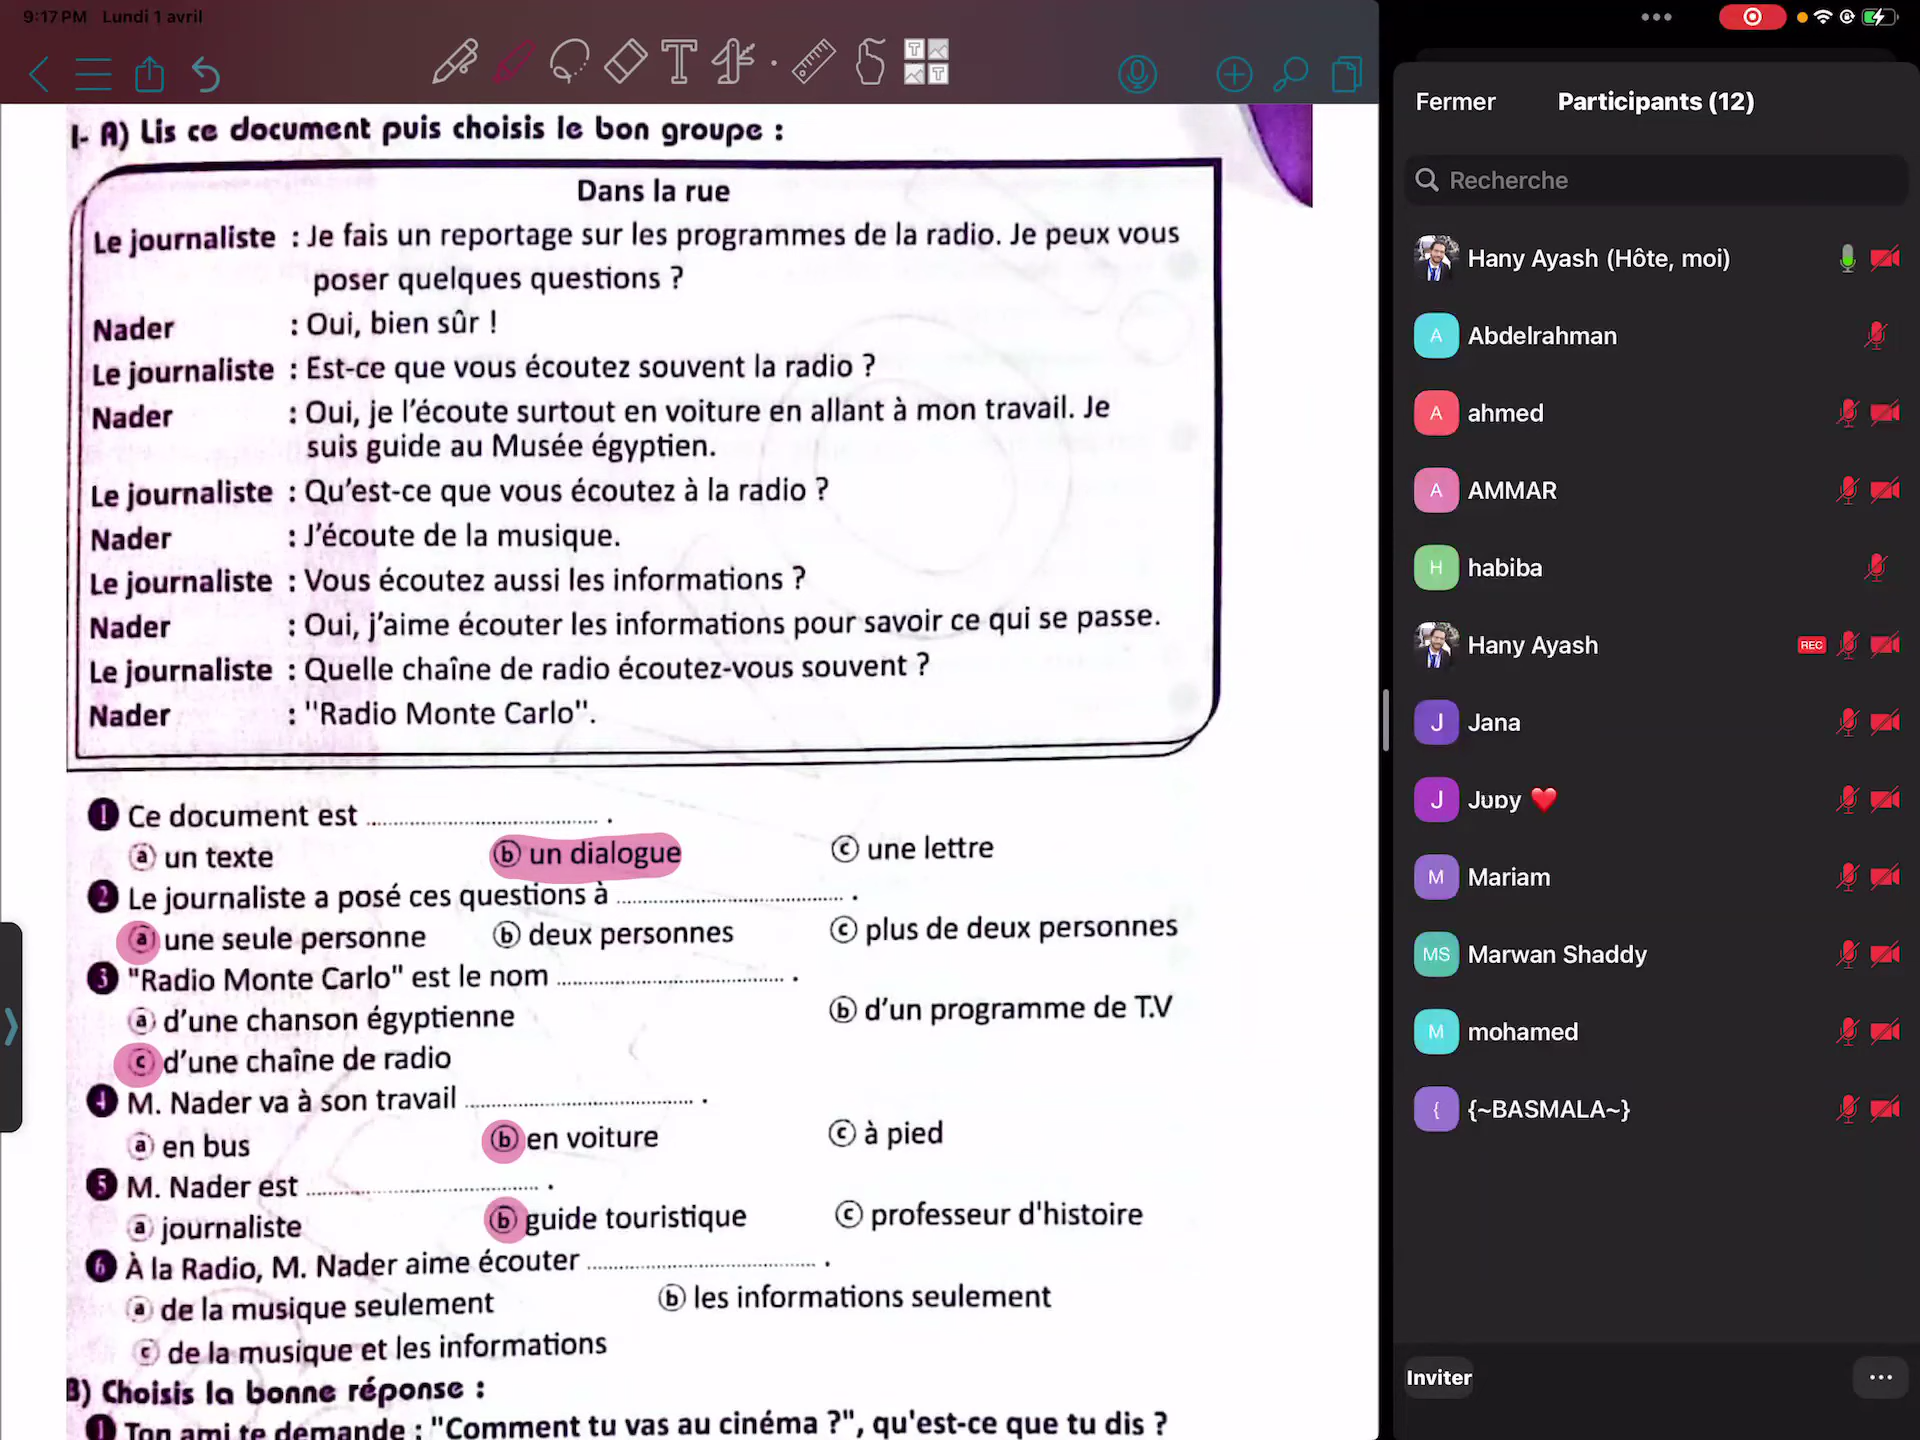 9:17 PM Lundi 1 avril
I- A) Lis ce document puis choisis le bon groupe :
Dans la rue
Le journaliste : Je fais un reportage sur les programmes de la radio. Je peux vous
poser quelques questions ?
Nader : Oui, bien sûr !
Le journaliste : Est-ce que vous écoutez souvent la radio ?
Nader : Oui, je l'écoute surtout en voiture en allant à mon travail. Je
suis guide au Musée égyptien.
Le journaliste : Qu'est-ce que vous écoutez à la radio ?
Nader : J'écoute de la musique.
Le journaliste : Vous écoutez aussi les informations ?
Nader : Oui, j'aime écouter les informations pour savoir ce qui se passe.
Le journaliste : Quelle chaîne de radio écoutez-vous souvent ?
Nader : "Radio Monte Carlo".
1 Ce document est .............................. .
a un texte b un dialogue c une lettre
2 Le journaliste a posé ces questions à .............................. .
a une seule personne b deux personnes c plus de deux personnes
3 "Radio Monte Carlo" est le nom .............................. .
a d'une chanson égyptienne b d'un programme de T.V
c d'une chaîne de radio
4 M. Nader va à son travail .............................. .
a en bus b en voiture c à pied
5 M. Nader est .............................. .
a journaliste b guide touristique c professeur d'histoire
6 À la Radio, M. Nader aime écouter .............................. .
a de la musique seulement b les informations seulement
c de la musique et les informations
B) Choisis la bonne réponse :
1 Ton ami te demande : "Comment tu vas au cinéma ?", qu'est-ce que tu dis ?
Fermer Participants (12)
Recherche
Hany Ayash (Hôte, moi)
A Abdelrahman
A ahmed
A AMMAR
H habiba
Hany Ayash REC
J Jana
J Juby ❤️
M Mariam
MS Marwan Shaddy
M mohamed
{ {~BASMALA~}
Inviter